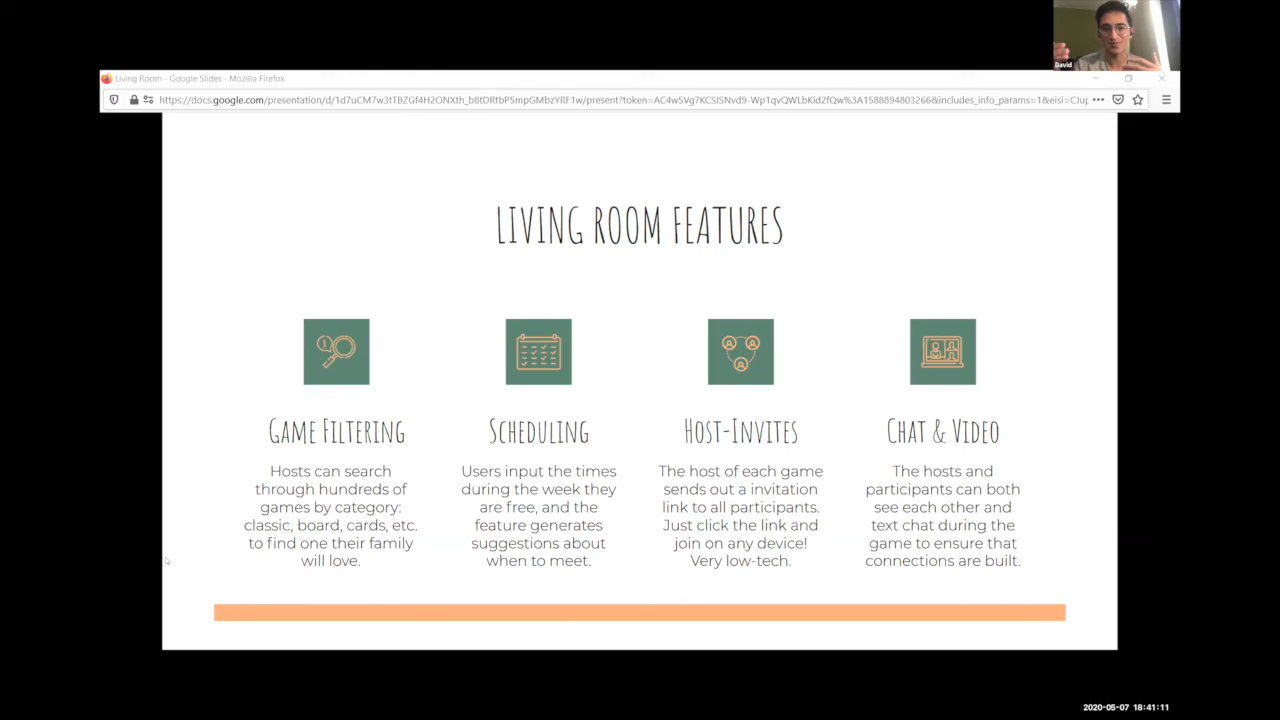 David
Living Room - Google Slides - Mozilla Firefox
LIVING ROOM FEATURES
GAME FILTERING
Hosts can search
through hundreds of
games by category:
classic, board, cards, etc.
to find one their family
will love.
SCHEDULING
Users input the times
during the week they
are free, and the
feature generates
suggestions about
when to meet.
HOST-INVITES
The host of each game
sends out a invitation
link to all participants.
Just click the link and
join on any device!
Very low-tech.
CHAT & VIDEO
The hosts and
participants can both
see each other and
text chat during the
game to ensure that
connections are built.
2020-05-07 18:41:11